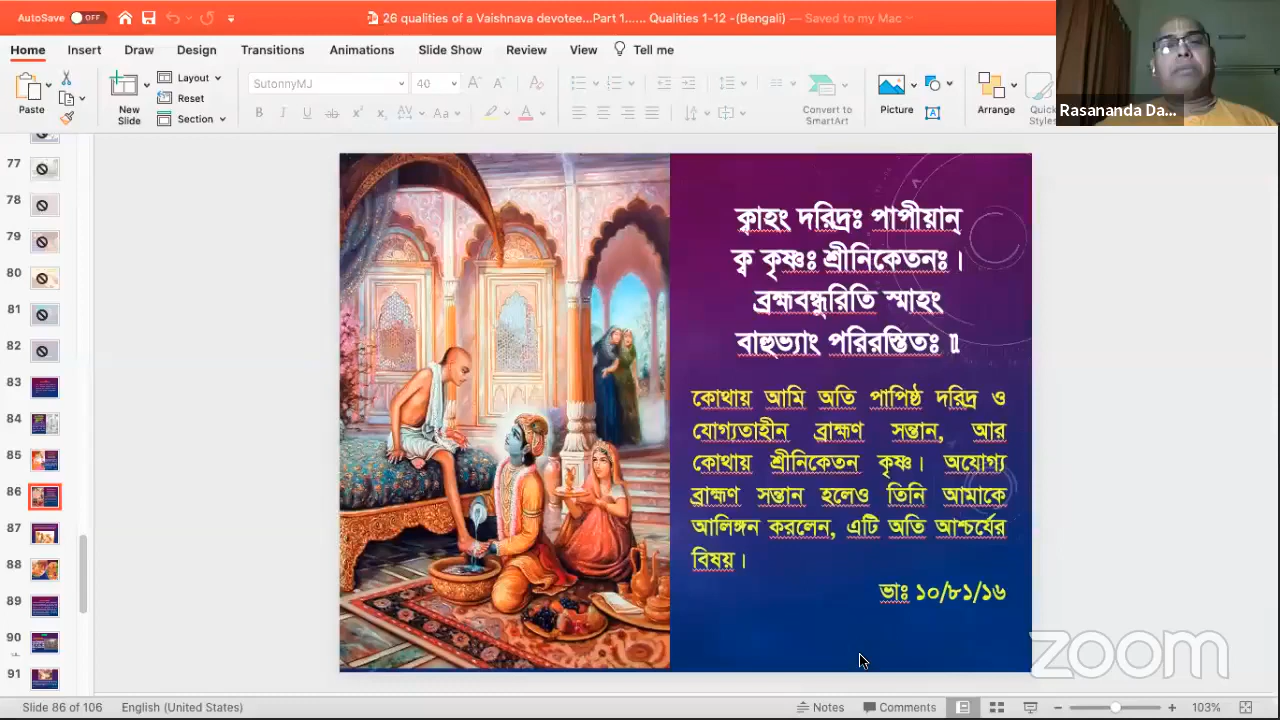 AutoSave OFF
26 qualities of a Vaishnava devotee...Part 1...... Qualities 1-12 -(Bengali) — Saved to my Mac
Home Insert Draw Design Transitions Animations Slide Show Review View Tell me
Paste
New Slide
Layout
Reset
Section
SutonnyMJ 40
Convert to SmartArt
Picture
Arrange
Quick Styles
Rasananda Da...
77
78
79
80
81
82
83
84
85
86
87
88
89
90
91
ক্বাহং দরিদ্রঃ পাপীয়ান্
ক্ব কৃষ্ণঃ শ্রীনিকেতনঃ।
ব্রহ্মবন্ধুরিতি স্মাহং
বাহুভ্যাং পরিরম্ভিতঃ ॥
কোথায় আমি অতি পাপিষ্ঠ দরিদ্র ও
যোগ্যতাহীন ব্রাহ্মণ সন্তান, আর
কোথায় শ্রীনিকেতন কৃষ্ণ। অযোগ্য
ব্রাহ্মণ সন্তান হলেও তিনি আমাকে
আলিঙ্গন করলেন, এটি অতি আশ্চর্যের
বিষয়।
ভাঃ ১০/৮১/১৬
zoom
Slide 86 of 106 English (United States) Notes Comments 103%